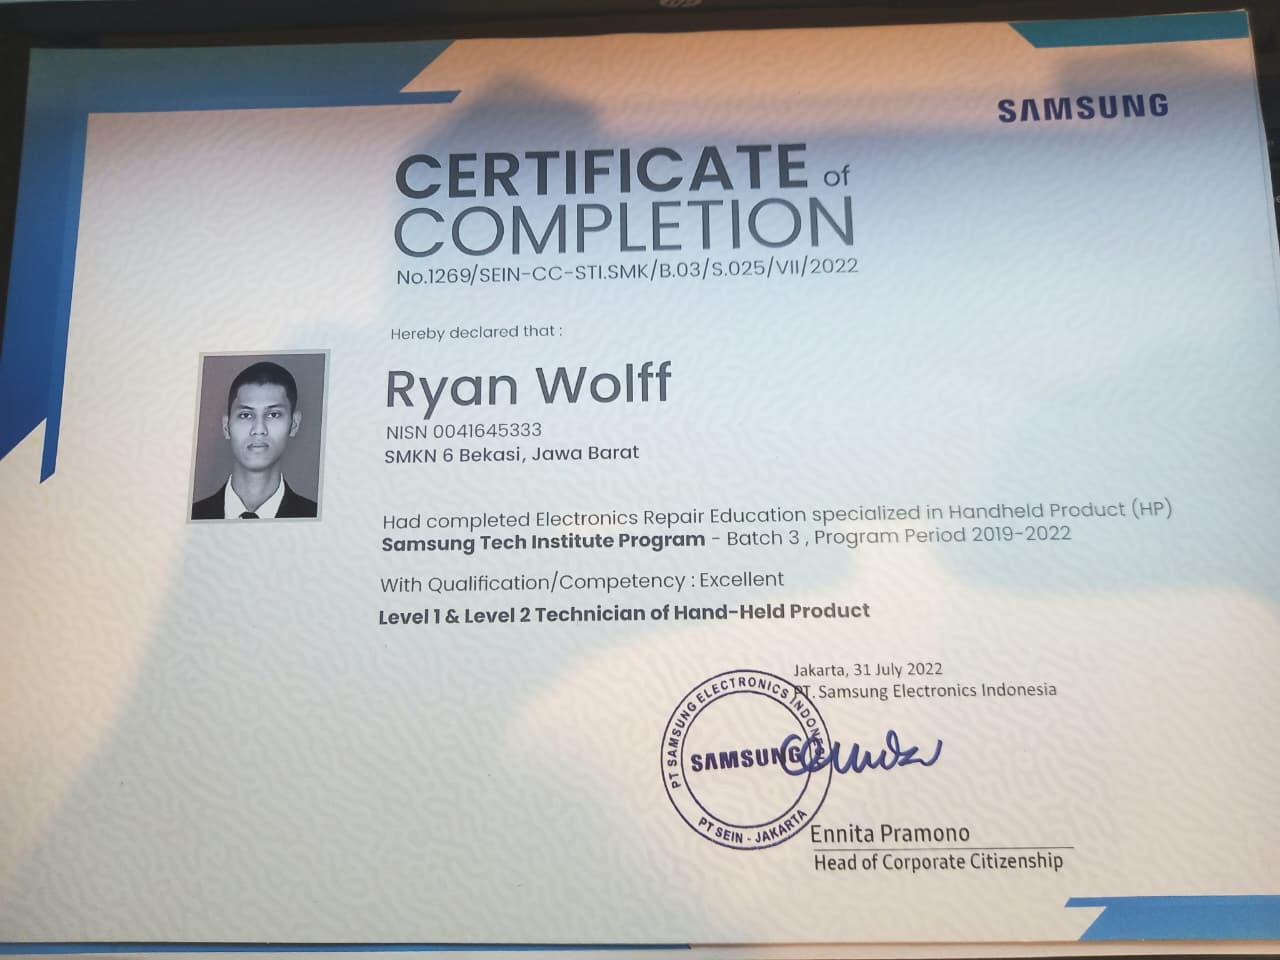 SAMSUNG
CERTIFICATE of
COMPLETION
No.1269/SEIN-CC-STI.SMK/B.03/S.025/VII/2022
Hereby declared that :
Ryan Wolff
NISN 0041645333
SMKN 6 Bekasi, Jawa Barat
Had completed Electronics Repair Education specialized in Handheld Product (HP)
Samsung Tech Institute Program - Batch 3 , Program Period 2019-2022
With Qualification/Competency : Excellent
Level 1 & Level 2 Technician of Hand-Held Product
Jakarta, 31 July 2022
PT. Samsung Electronics Indonesia
PT SAMSUNG ELECTRONICS INDONESIA
SAMSUNG
PT SEIN - JAKARTA
Ennita Pramono
Head of Corporate Citizenship